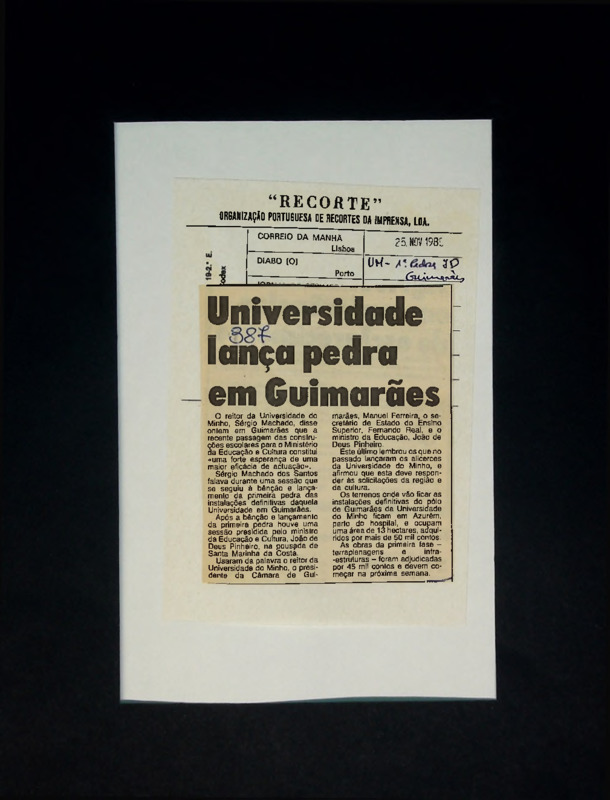 "RECORTE"
ORGANIZAÇÃO PORTUGUESA DE RECORTES DA IMPRENSA, LDA.
CORREIO DA MANHÃ
Lisboa
25. NOV 198
DIABO (O)
Porto
UM - 1ª Pedra
Guimarães
19-2.º E.
Universidade
387
lança pedra
em Guimarães
O reitor da Universidade do
Minho, Sérgio Machado, disse
ontem em Guimarães que a
recente passagem das constru-
ções escolares para o Ministério
da Educação e Cultura constitui
«uma forte esperança de uma
maior eficácia de actuação».
Sérgio Machado dos Santos
falava durante uma sessão que
se seguiu à bênção e lança-
mento da primeira pedra das
instalações definitivas daquela
Universidade em Guimarães.
Após a bênção e lançamento
da primeira pedra houve uma
sessão presidida pelo ministro
da Educação e Cultura, João de
Deus Pinheiro, na pousada de
Santa Marinha da Costa.
Usaram da palavra o reitor da
Universidade do Minho, o presi-
dente da Câmara de Gui-
marães, Manuel Ferreira, o se-
cretário de Estado do Ensino
Superior, Fernando Real, e o
ministro da Educação, João de
Deus Pinheiro.
Este último lembrou os que no
passado lançaram os alicerces
da Universidade do Minho, e
afirmou que esta deve respon-
der às solicitações da região e
da cultura.
Os terrenos onde vão ficar as
instalações definitivas do pólo
de Guimarães da Universidade
do Minho ficam em Azurém,
perto do hospital, e ocupam
uma área de 13 hectares, adqui-
ridos por mais de 50 mil contos.
As obras da primeira fase –
terraplanagens e infra-
-estruturas – foram adjudicadas
por 45 mil contos e devem co-
meçar na próxima semana.